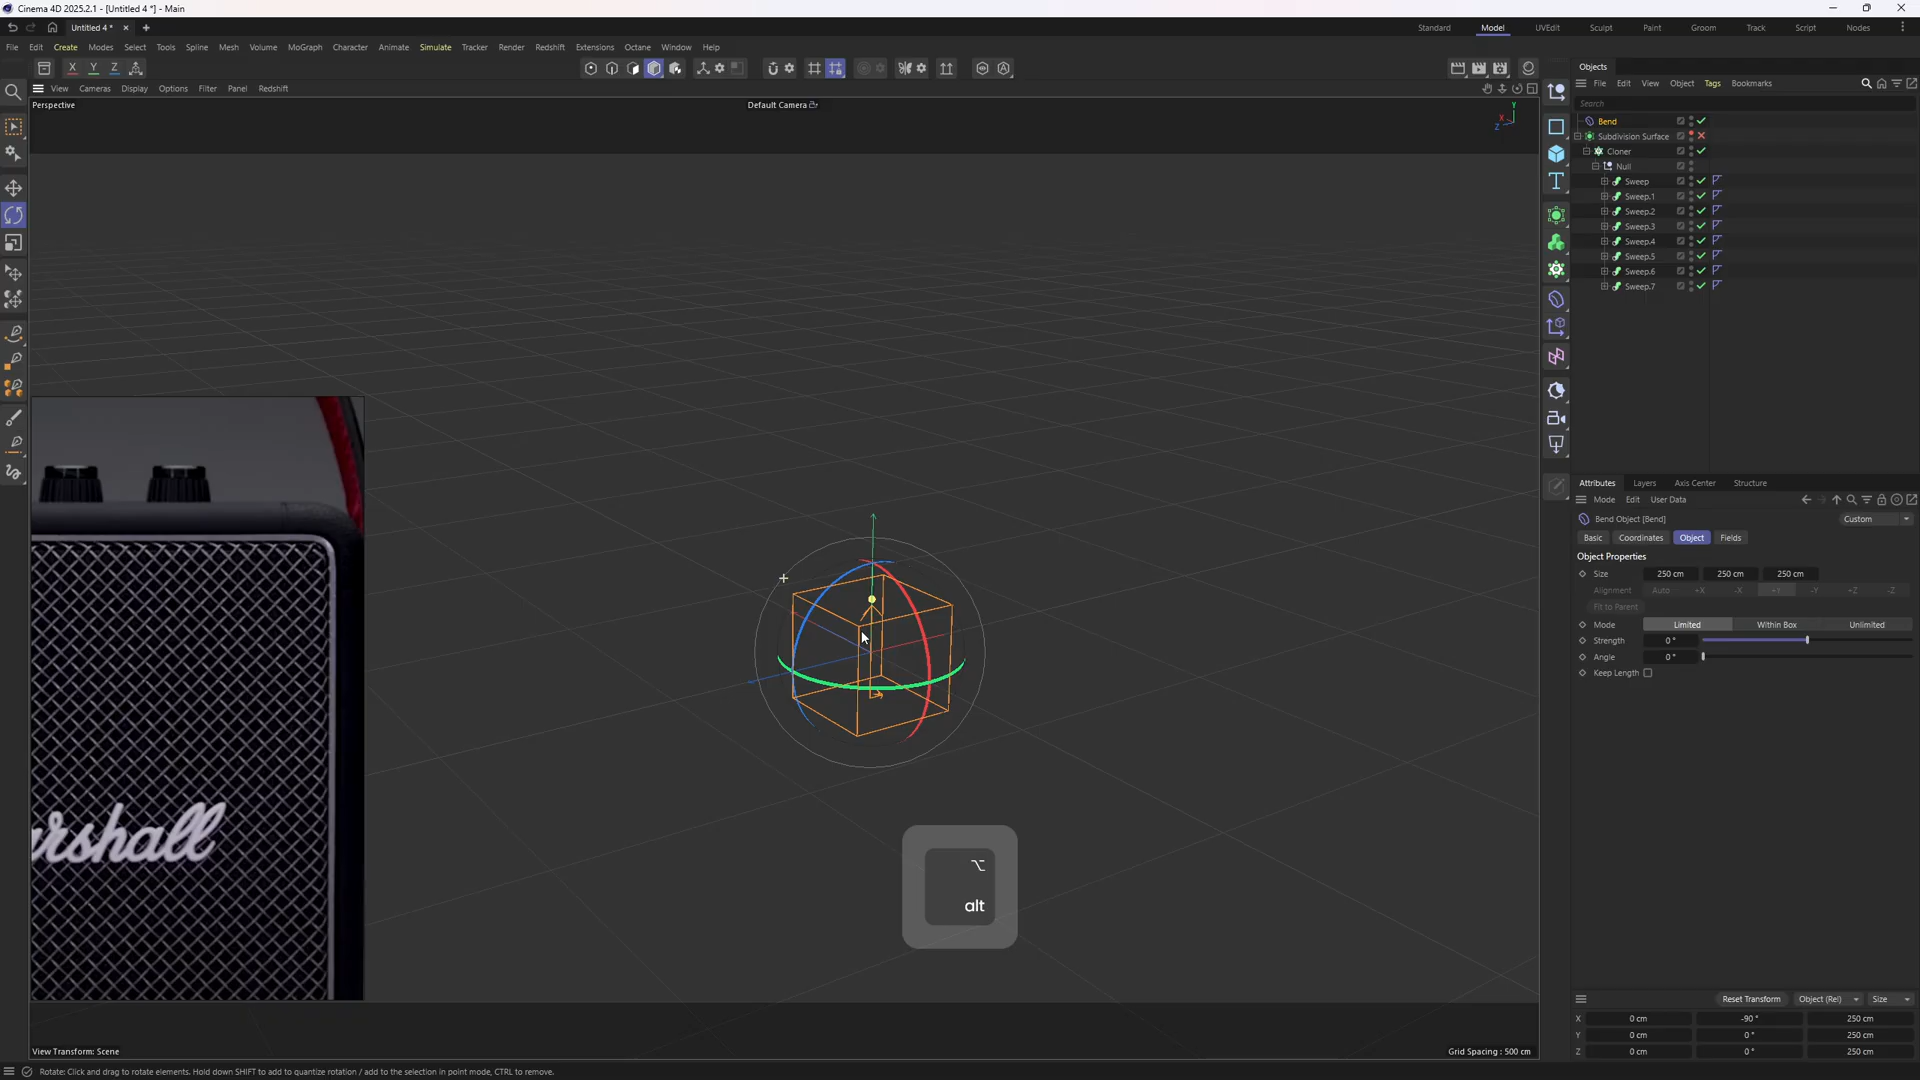 Cinema 4D 2025.2.1 - [Untitled 4 *] - Main
Untitled 4 *
Standard Model UVEdit Sculpt Paint Groom Track Script Nodes
File Edit Create Modes Select Tools Spline Mesh Volume MoGraph Character Animate Simulate Tracker Render Redshift Extensions Octane Window Help
X Y Z
View Cameras Display Options Filter Panel Redshift
Perspective
Default Camera
Y
X
Z
Objects
File Edit View Object Tags Bookmarks
Search
Bend
Subdivision Surface
Cloner
Null
Sweep
Sweep.1
Sweep.2
Sweep.3
Sweep.4
Sweep.5
Sweep.6
Sweep.7
Attributes Layers Axis Center Structure
Mode Edit User Data
Bend Object [Bend]
Custom
Basic Coordinates Object Fields
Object Properties
Size 250 cm 250 cm 250 cm
Alignment Auto +X -X +Y -Y +Z -Z
Fit to Parent
Mode Limited Within Box Unlimited
Strength 0 °
Angle 0 °
Keep Length
arshall
⌥
alt
Reset Transform Object (Rel) Size
X 0 cm -90 ° 250 cm
Y 0 cm 0 ° 250 cm
Z 0 cm 0 ° 250 cm
View Transform: Scene
Grid Spacing : 500 cm
Rotate: Click and drag to rotate elements. Hold down SHIFT to add to quantize rotation / add to the selection in point mode, CTRL to remove.